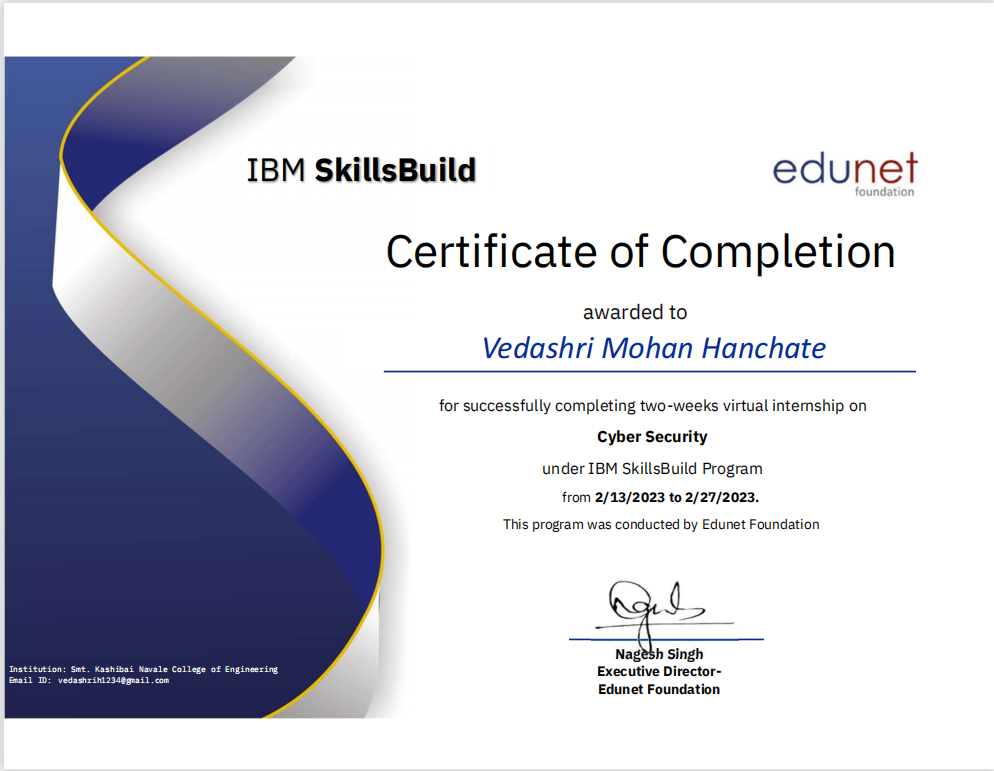 IBM SkillsBuild
edunet
foundation
Certificate of Completion
awarded to
Vedashri Mohan Hanchate
for successfully completing two-weeks virtual internship on
Cyber Security
under IBM SkillsBuild Program
from 2/13/2023 to 2/27/2023.
This program was conducted by Edunet Foundation
Nagesh Singh
Executive Director-
Edunet Foundation
Institution: Smt. Kashibai Navale College of Engineering
Email ID: vedashrih1234@gmail.com